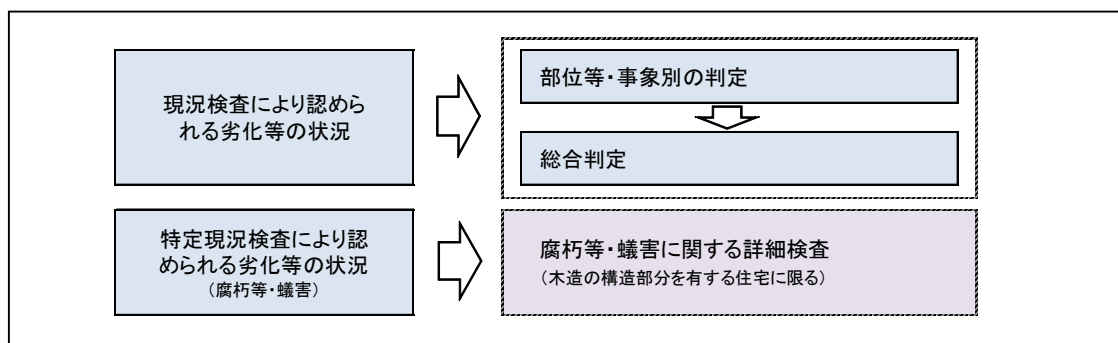 現況検査により認めら
れる劣化等の状況
部位等・事象別の判定
総合判定
特定現況検査により認
められる劣化等の状況
(腐朽等・蟻害)
腐朽等・蟻害に関する詳細検査
(木造の構造部分を有する住宅に限る)